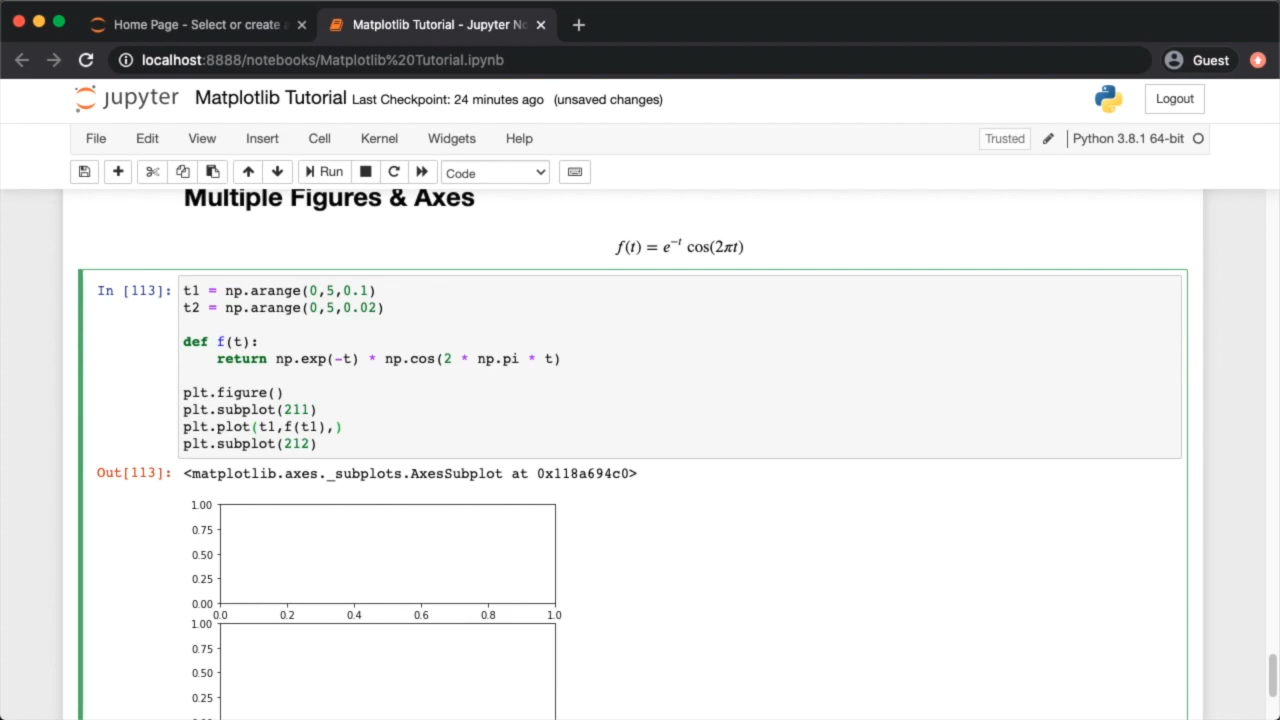 Home Page - Select or create a
Matplotlib Tutorial - Jupyter No
localhost:8888/notebooks/Matplotlib%20Tutorial.ipynb
Guest
jupyter Matplotlib Tutorial Last Checkpoint: 24 minutes ago (unsaved changes)
Logout
File Edit View Insert Cell Kernel Widgets Help
Trusted Python 3.8.1 64-bit
Run Code
Multiple Figures & Axes
f(t) = e^{-t} cos(2πt)
In [113]: t1 = np.arange(0,5,0.1)
t2 = np.arange(0,5,0.02)
def f(t):
    return np.exp(-t) * np.cos(2 * np.pi * t)
plt.figure()
plt.subplot(211)
plt.plot(t1,f(t1),)
plt.subplot(212)
Out[113]: <matplotlib.axes._subplots.AxesSubplot at 0x118a694c0>
1.00
0.75
0.50
0.25
0.00
0.0 0.2 0.4 0.6 0.8 1.0
1.00
0.75
0.50
0.25